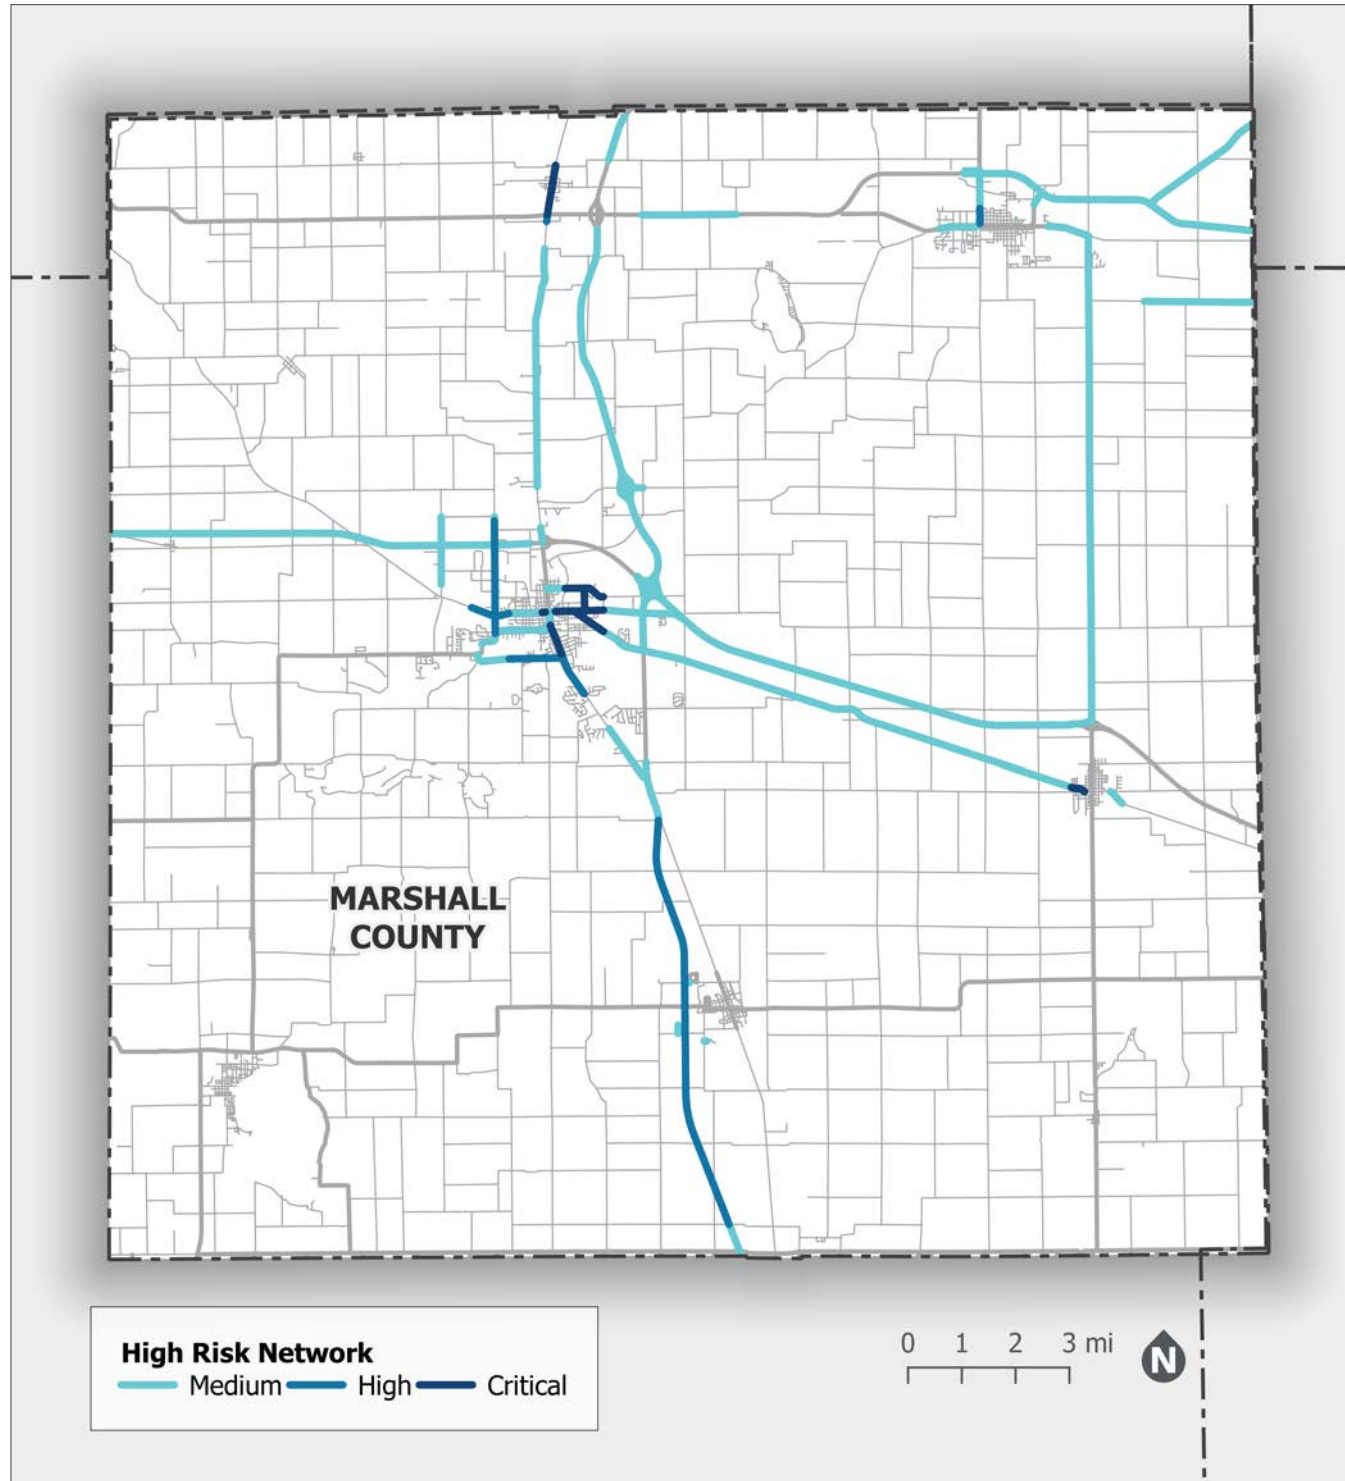 MARSHALL
COUNTY
High Risk Network
Medium High Critical
0 1 2 3 mi
N